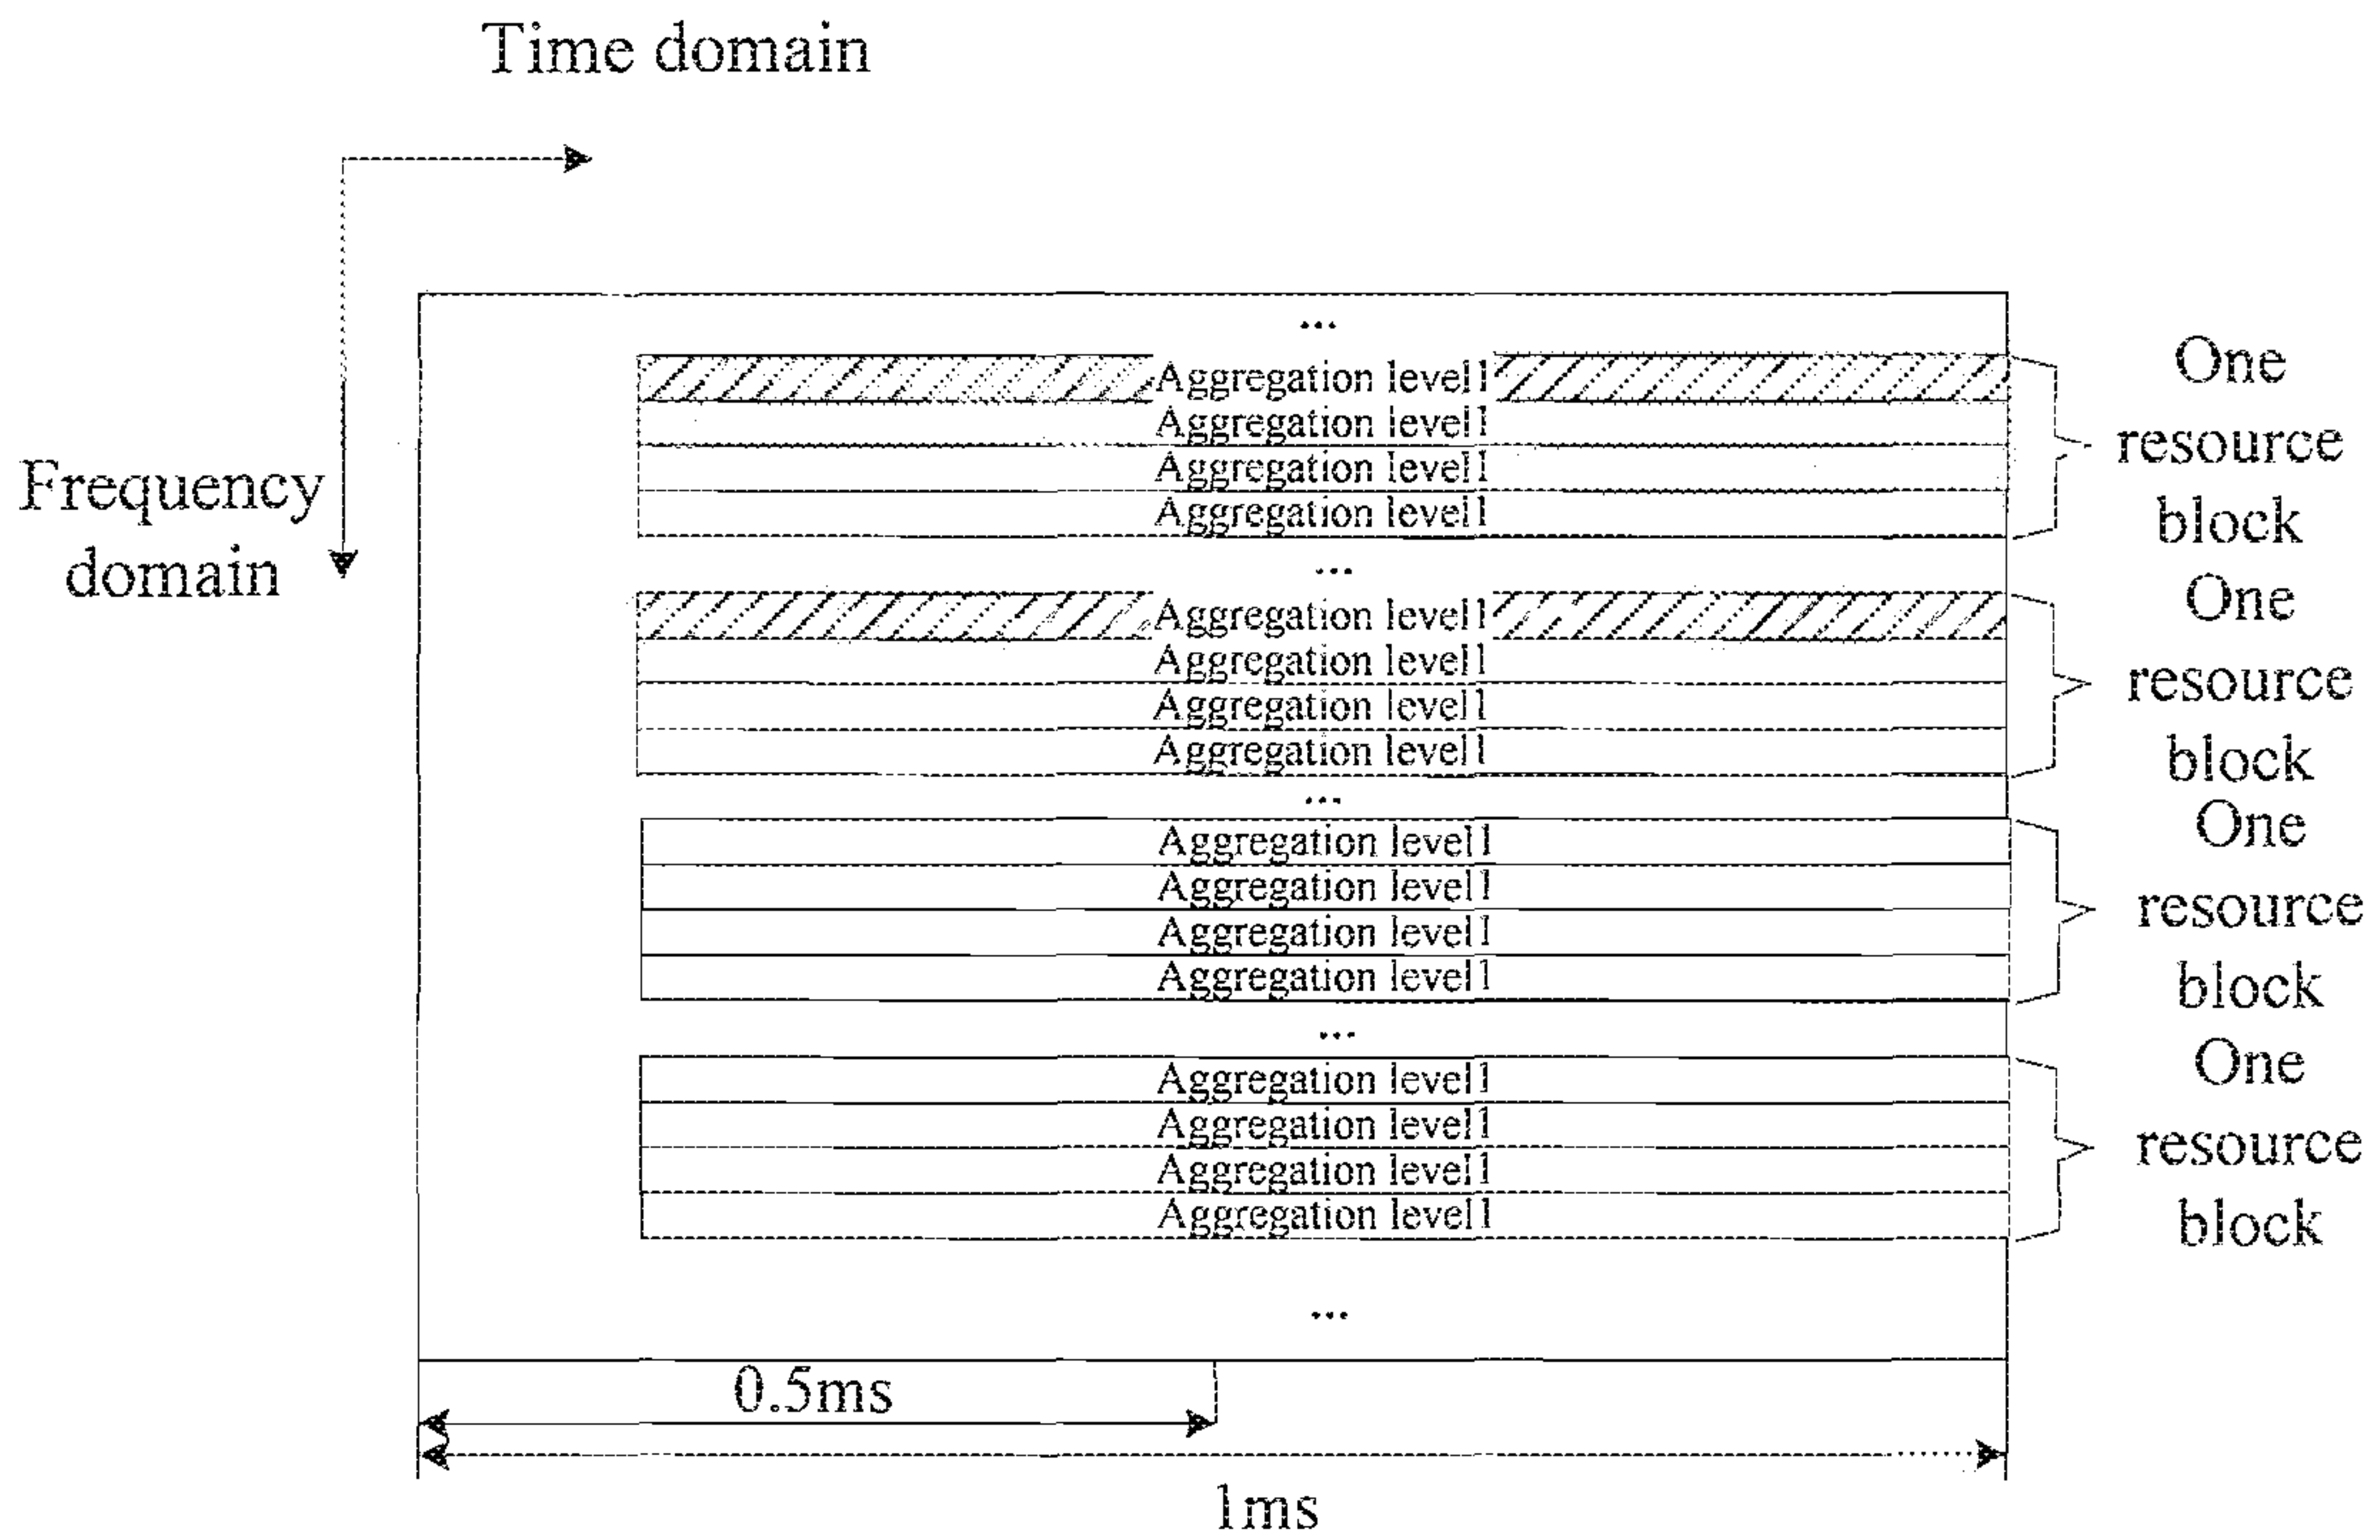 Time domain
Frequency
domain
...
Aggregation level1
Aggregation level1
Aggregation level1
Aggregation level1
One
resource
block
...
Aggregation level1
Aggregation level1
Aggregation level1
Aggregation level1
One
resource
block
...
Aggregation level1
Aggregation level1
Aggregation level1
Aggregation level1
One
resource
block
...
Aggregation level1
Aggregation level1
Aggregation level1
Aggregation level1
One
resource
block
...
0.5ms
1ms